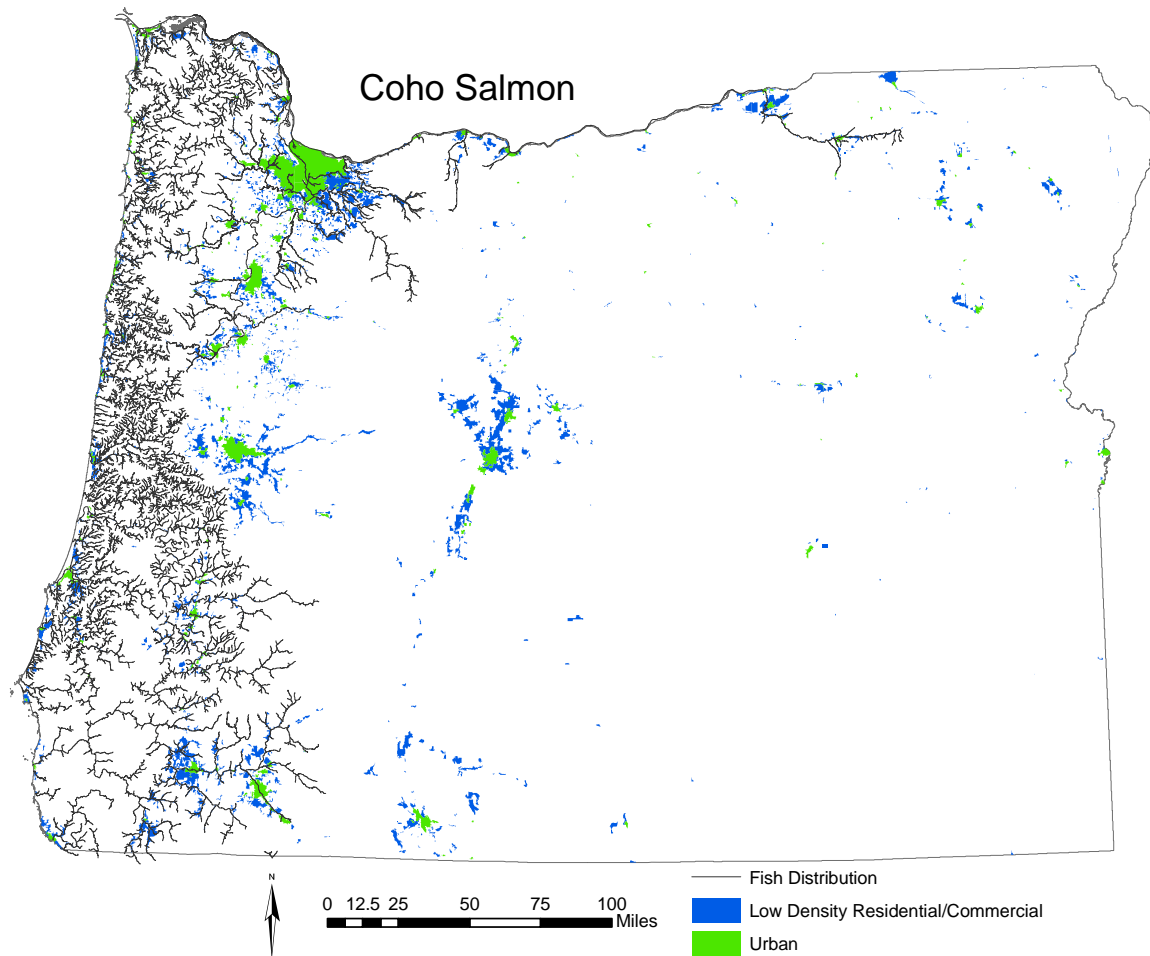 Coho Salmon
Fish Distribution
Low Density Residential/Commercial
Urban
N
0 12.5 25 50 75 100
Miles